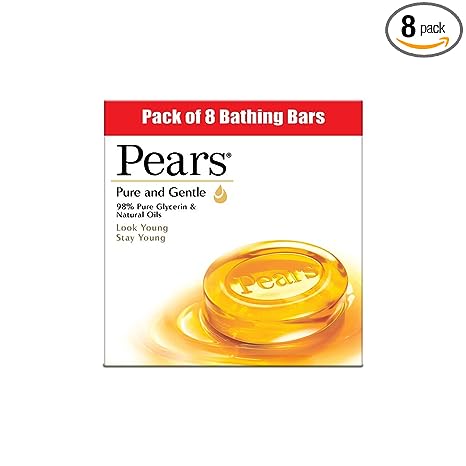 8 pack
Pack of 8 Bathing Bars
Pears®
Pure and Gentle
98% Pure Glycerin &
Natural Oils
Look Young
Stay Young
Pears